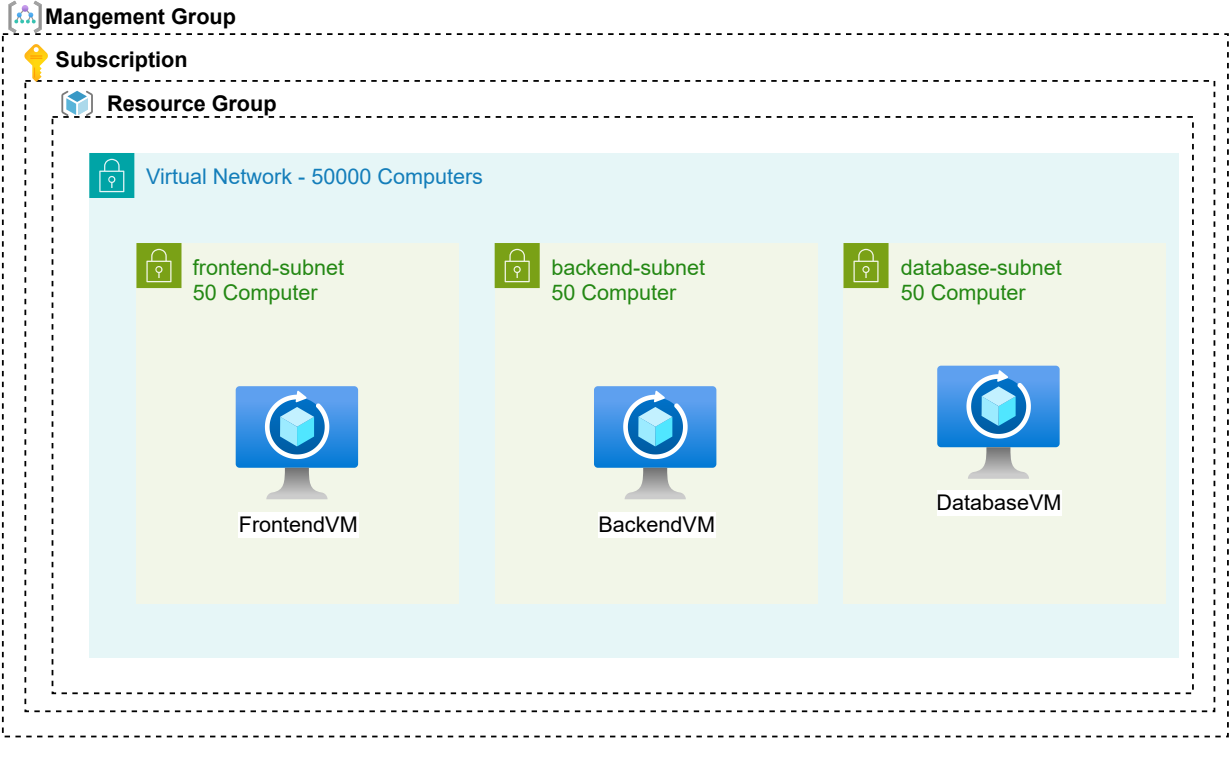 Mangement Group
Subscription
Resource Group
Virtual Network - 50000 Computers
frontend-subnet
50 Computer
backend-subnet
50 Computer
database-subnet
50 Computer
FrontendVM
BackendVM
DatabaseVM